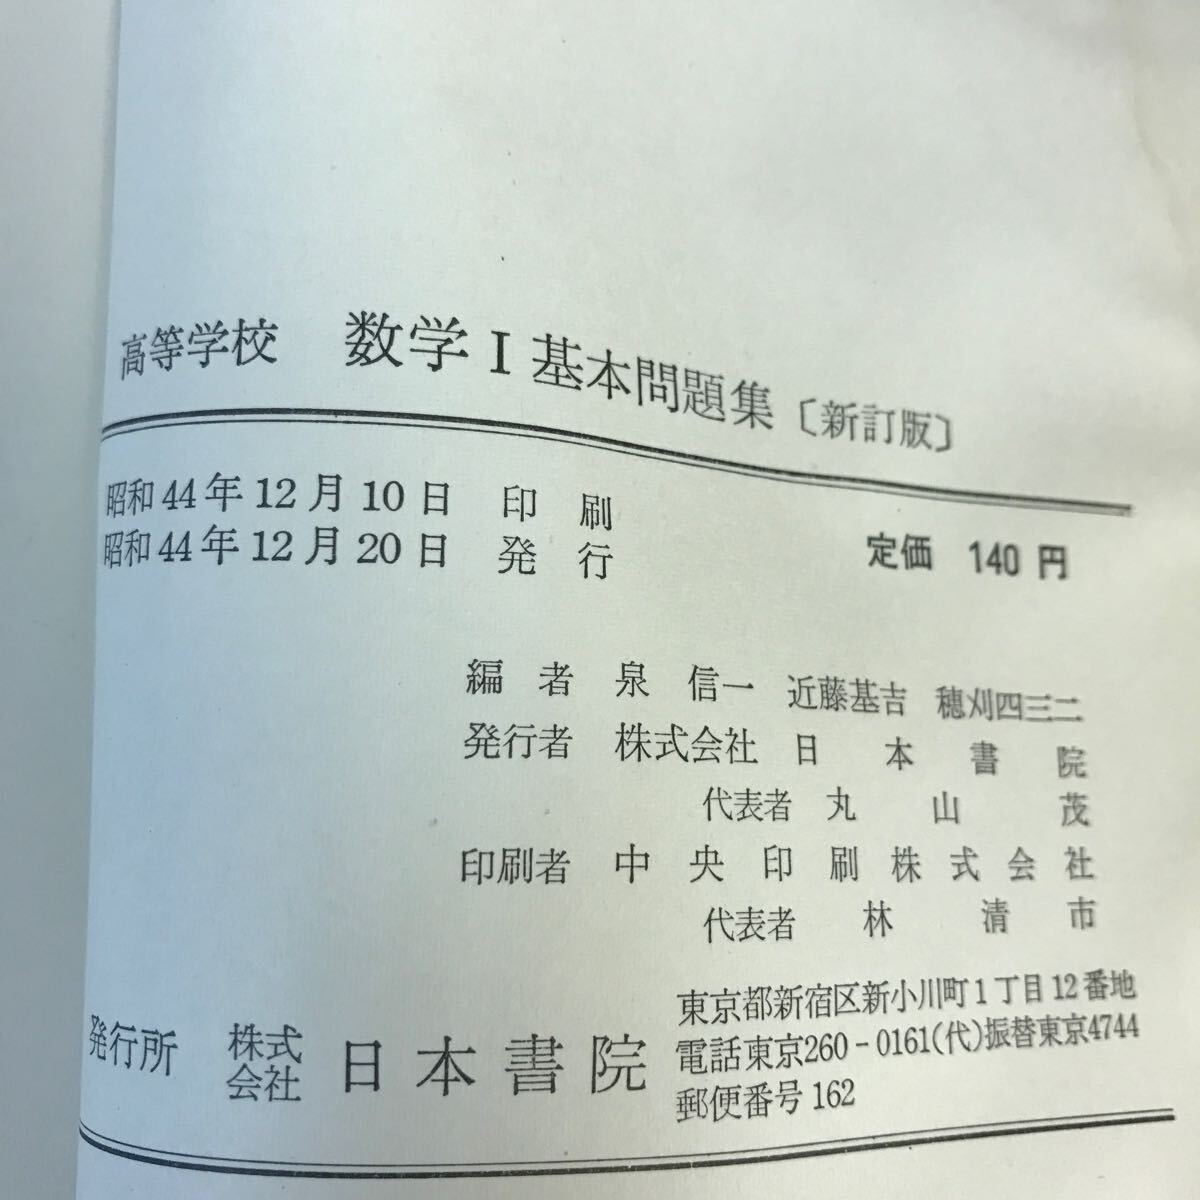 高等学校 数学I基本問題集〔新訂版〕
昭和44年12月10日 印刷
昭和44年12月20日 発行 定価 140円
編者 泉信一 近藤基吉 穂刈四三二
発行者 株式会社 日本書院
代表者 丸山茂
印刷者 中央印刷株式会社
代表者 林清市
発行所 株式会社 日本書院
東京都新宿区新小川町1丁目12番地
電話東京260-0161(代)振替東京4744
郵便番号162